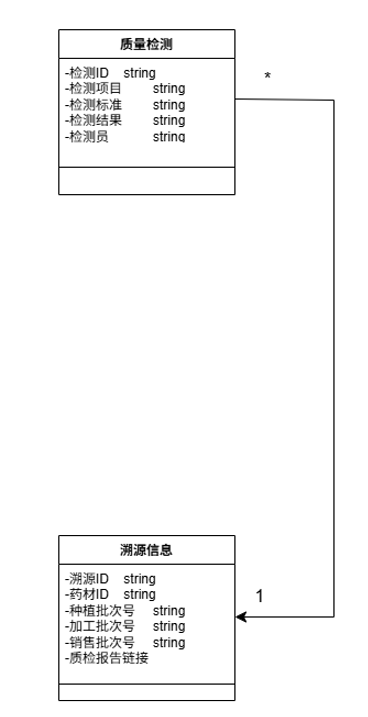 质量检测
-检测ID string
-检测项目 string
-检测标准 string
-检测结果 string
-检测员 string
*
溯源信息
-溯源ID string
-药材ID string
-种植批次号 string
-加工批次号 string
-销售批次号 string
-质检报告链接
1